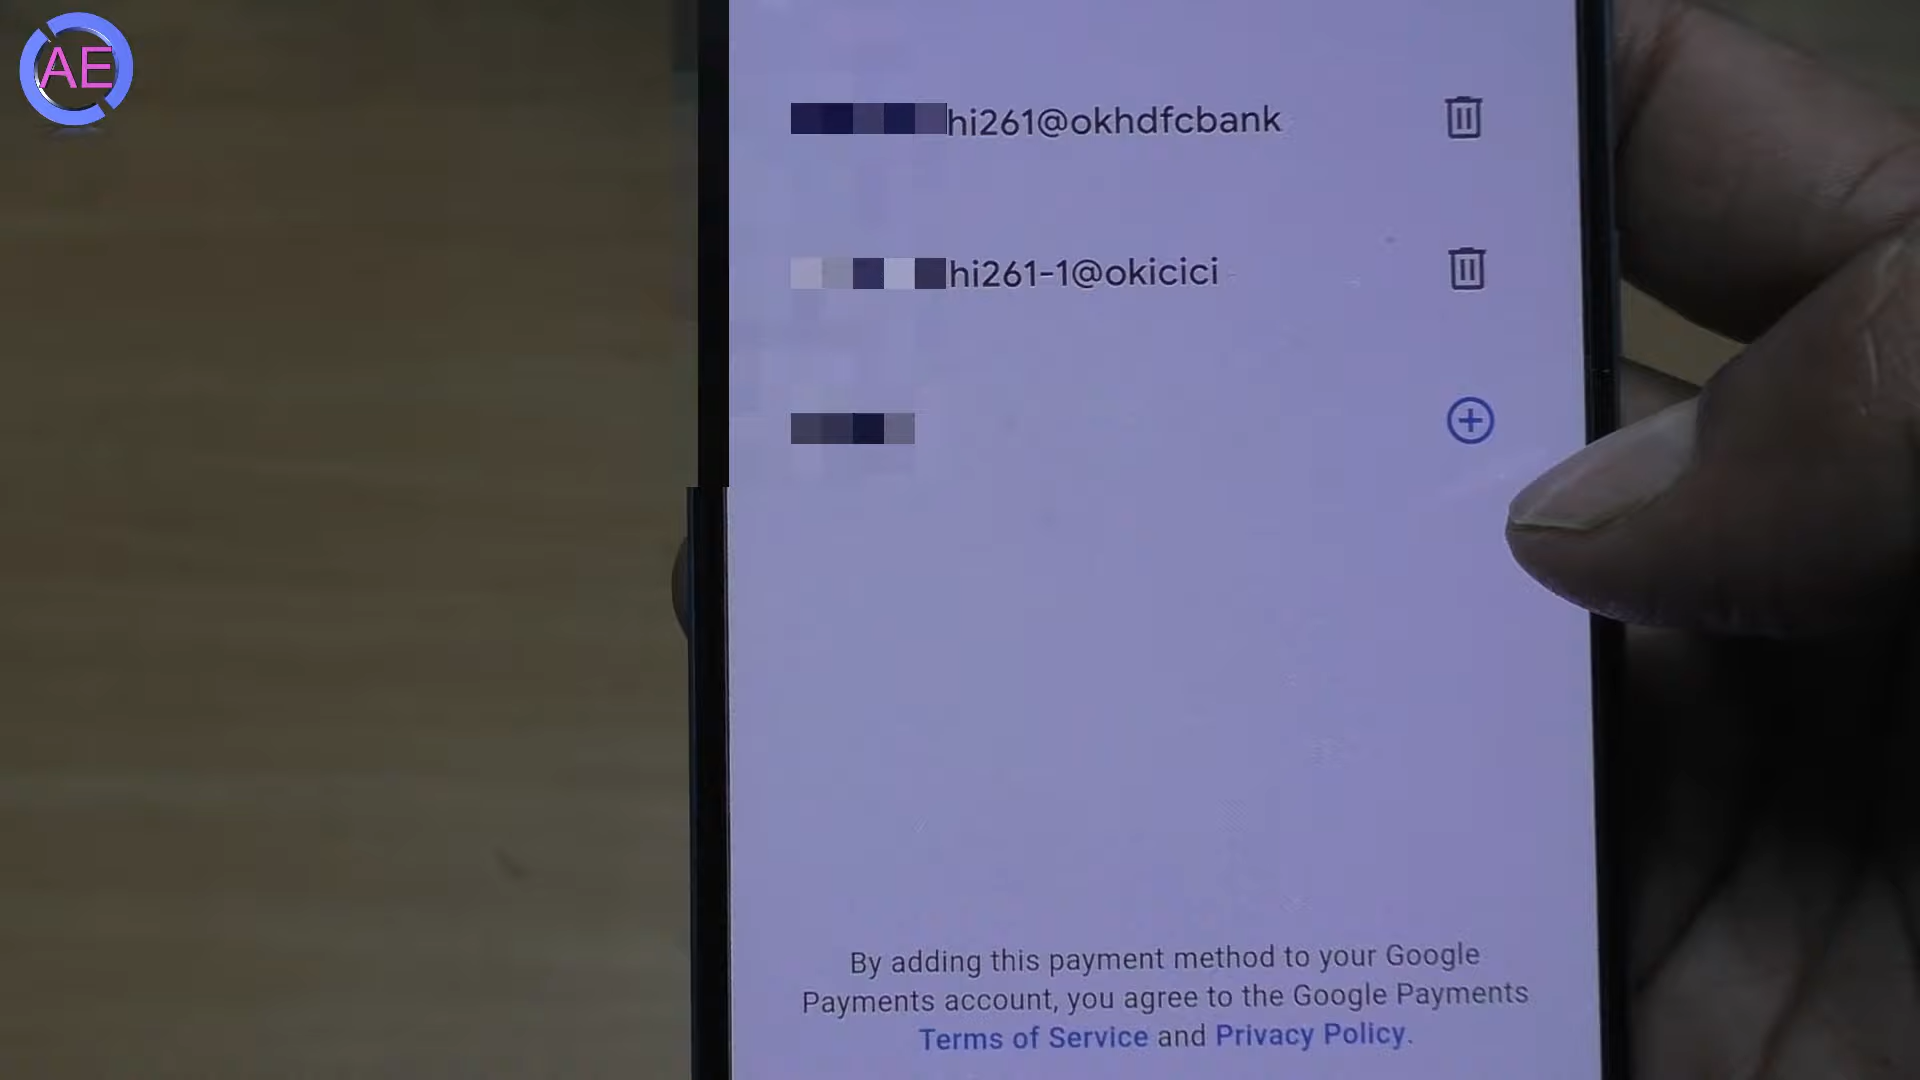 AE
hi261@okhdfcbank
hi261-1@okicici
By adding this payment method to your Google
Payments account, you agree to the Google Payments
Terms of Service and Privacy Policy.